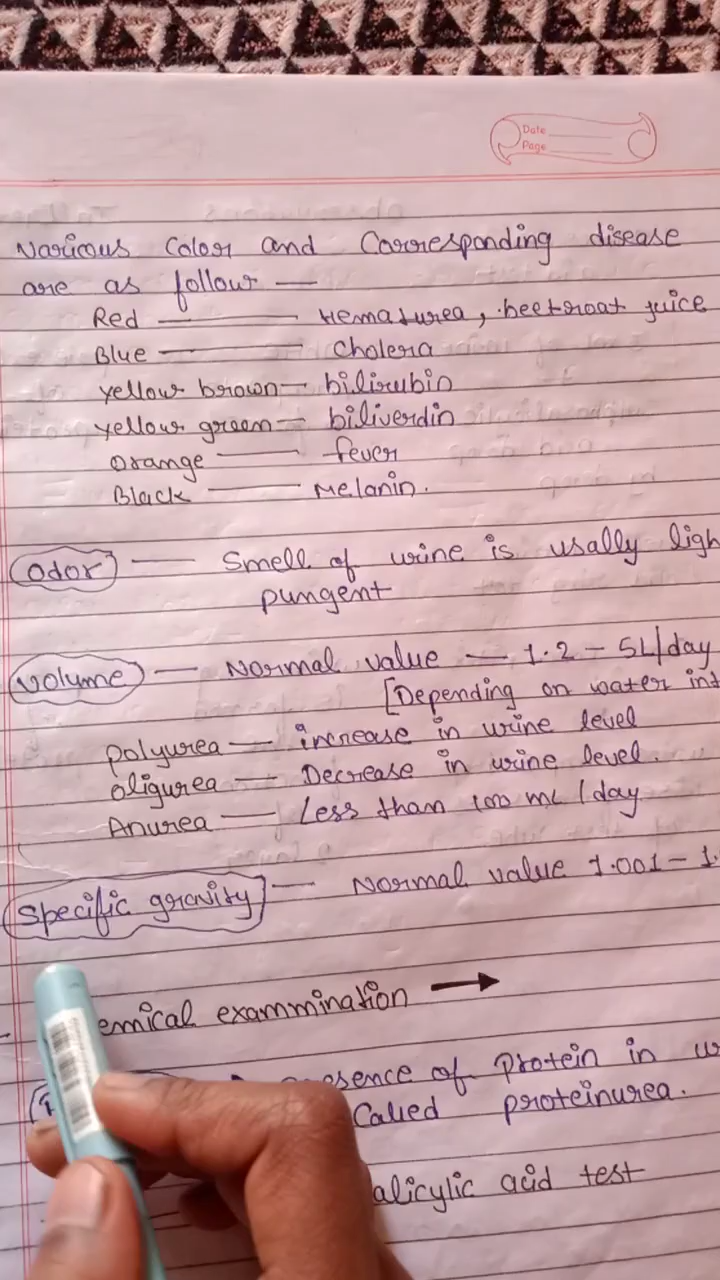 Date
Page
Various Color and Corresponding disease
are as follow —
Red — Hematurea, beetroot juice
Blue — Cholera
yellow brown — bilirubin
yellow green — biliverdin
Orange — fever
Black — Melanin.
Odor — Smell of urine is usally ligh
pungent
Volume — Normal value — 1.2 - 5L/day
[Depending on water int
polyurea — increase in urine level
oligurea — Decrease in urine level.
Anurea — Less than 100 mL/day
Specific gravity — Normal value 1.001 - 1.
emical exammination →
esence of Protein in ur
Called proteinurea.
alicylic acid test